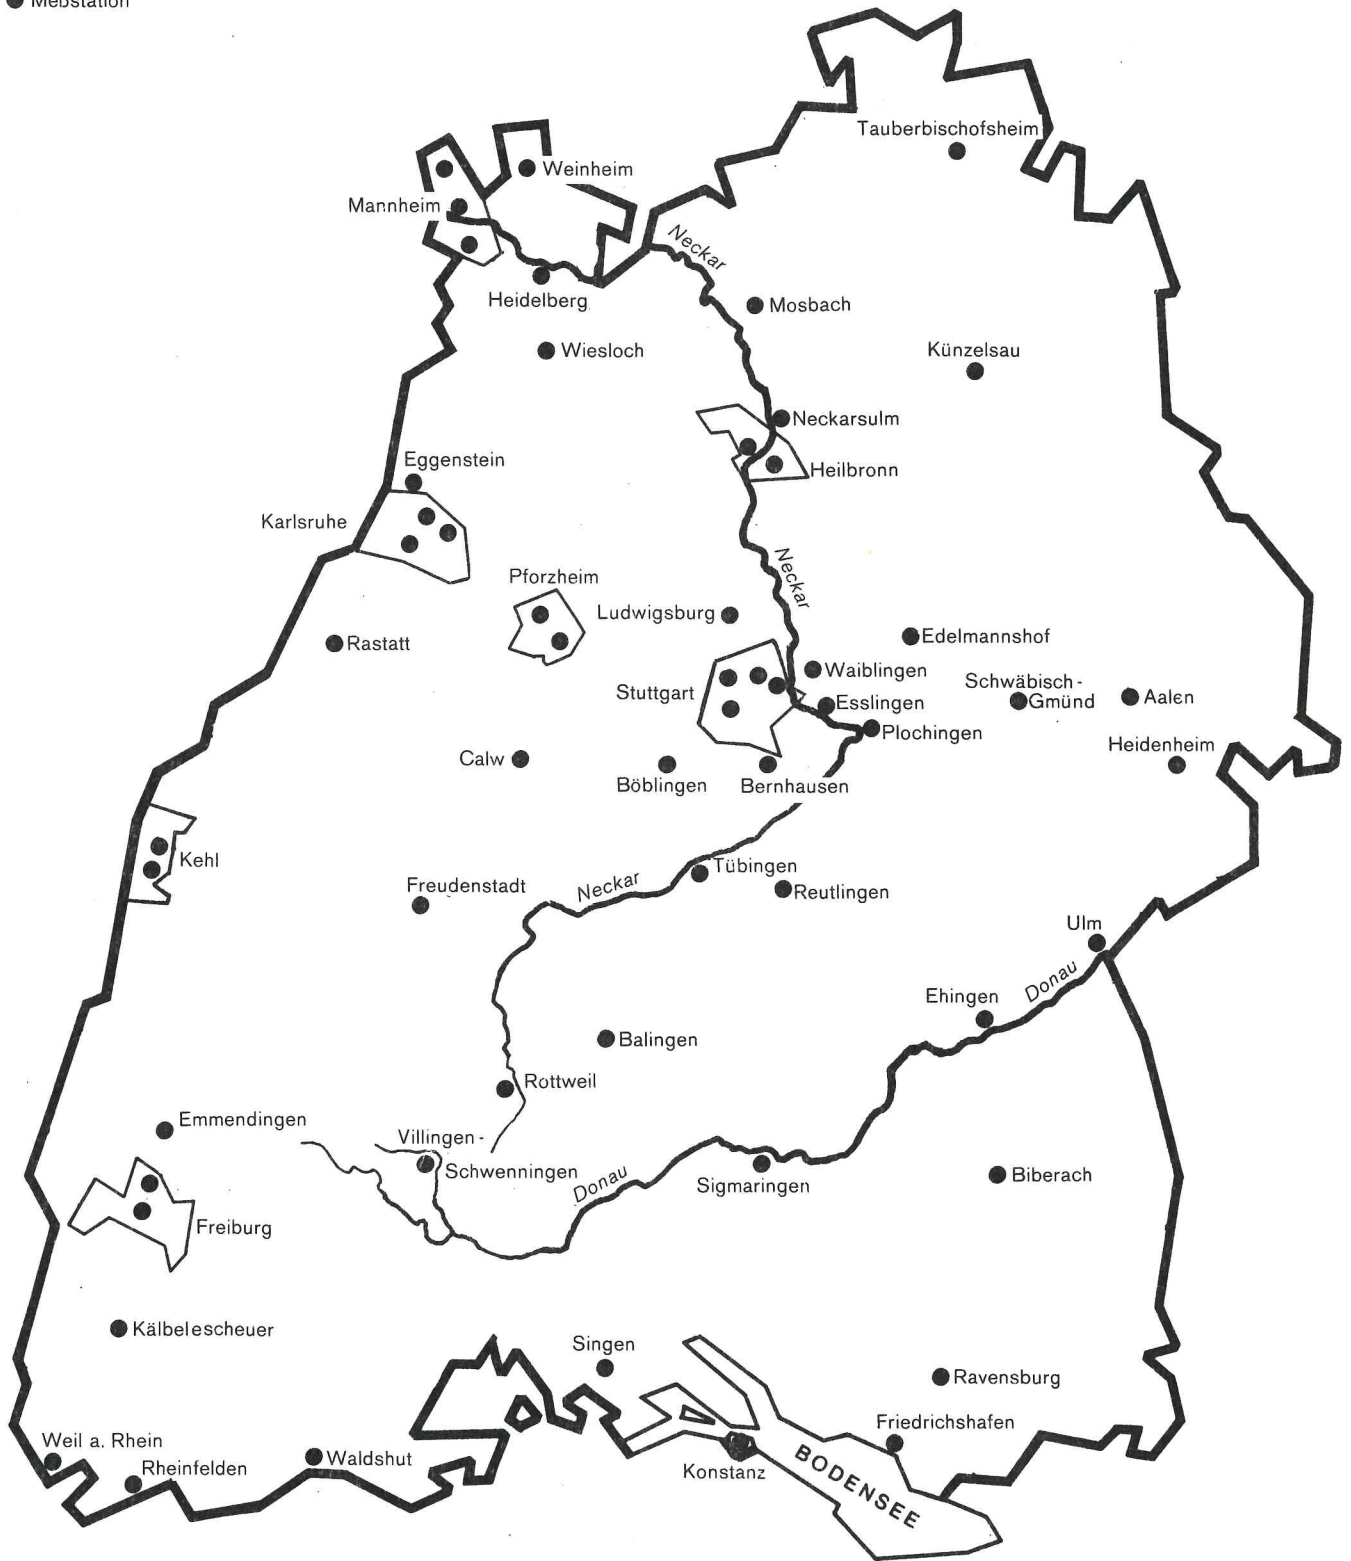 Meßstation
Tauberbischofsheim
Weinheim
Mannheim
Neckar
Heidelberg
Mosbach
Wiesloch
Künzelsau
Neckarsulm
Eggenstein
Heilbronn
Karlsruhe
Neckar
Pforzheim
Ludwigsburg
Edelmannshof
Rastatt
Waiblingen
Schwäbisch-
Gmünd
Stuttgart
Esslingen
Aalen
Plochingen
Heidenheim
Calw
Böblingen
Bernhausen
Kehl
Tübingen
Neckar
Freudenstadt
Reutlingen
Ulm
Donau
Ehingen
Balingen
Rottweil
Emmendingen
Villingen-
Schwenningen
Donau
Sigmaringen
Biberach
Freiburg
Kälbelescheuer
Singen
Ravensburg
Friedrichshafen
Weil a. Rhein
Waldshut
Rheinfelden
Konstanz
BODENSEE